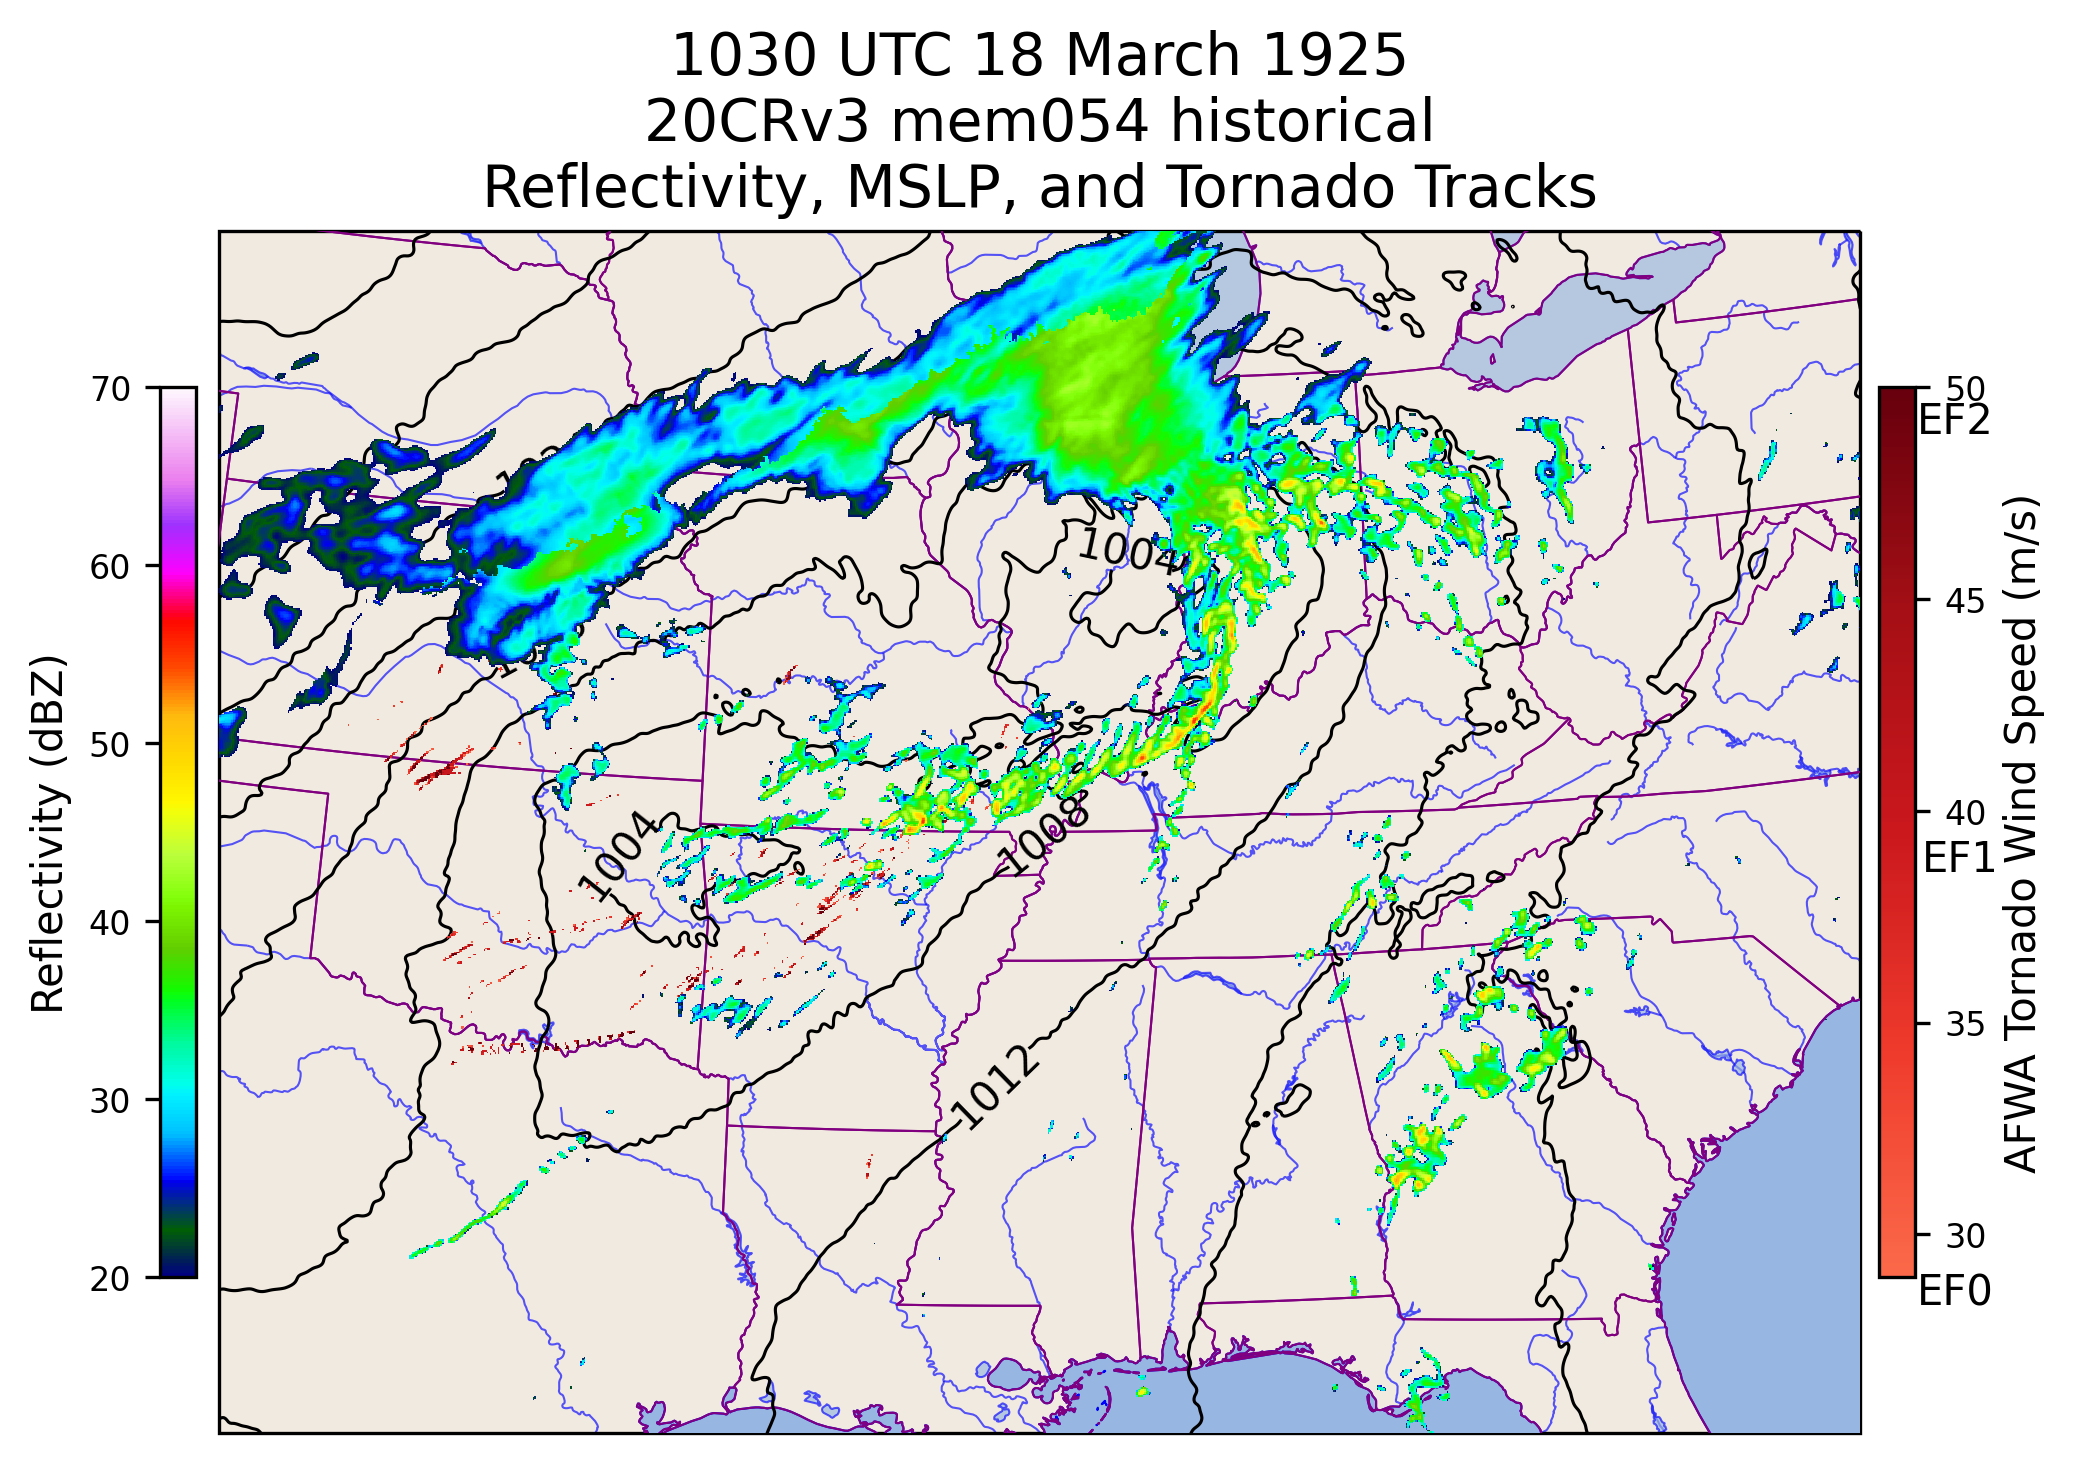 1030 UTC 18 March 1925
20CRv3 mem054 historical
Reflectivity, MSLP, and Tornado Tracks
Reflectivity (dBZ)
70
60
50
40
30
20
1004
1004
1008
1012
50
EF2
45
40
EF1
35
30
EF0
AFWA Tornado Wind Speed (m/s)